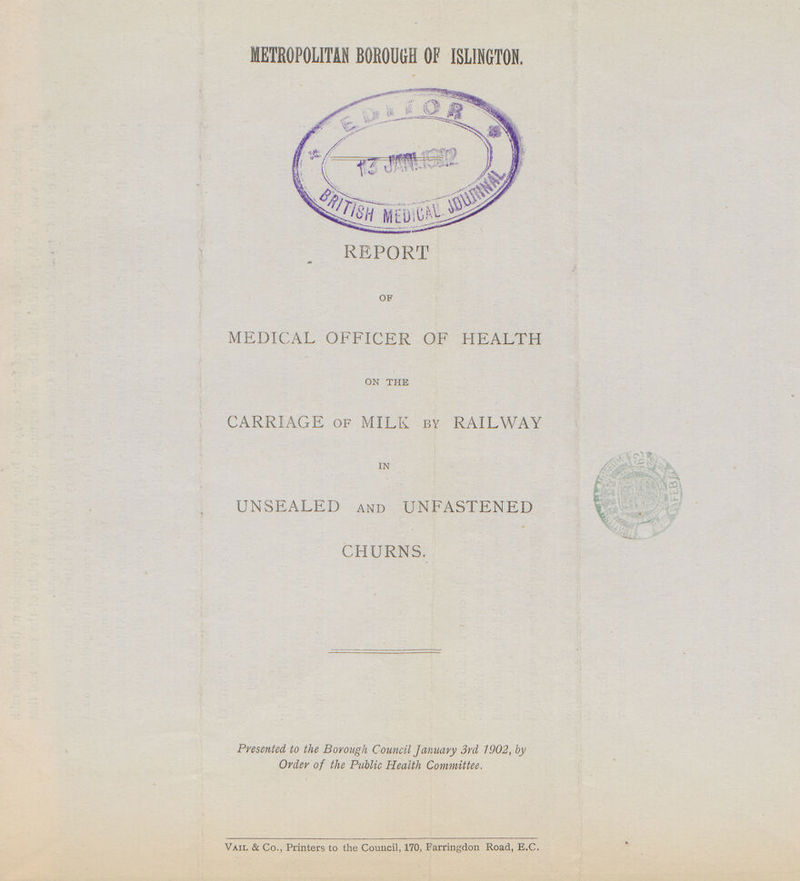 METROPOLITAN BOROUGH OF ISLINGTON.
EDITOR
13 JAN. 1902
BRITISH MEDICAL JOURNAL
REPORT
OF
MEDICAL OFFICER OF HEALTH
ON THE
CARRIAGE OF MILK BY RAILWAY
IN
UNSEALED AND UNFASTENED
CHURNS.
Presented to the Borough Council January 3rd 1902, by
Order of the Public Health Committee.
VAIL & Co., Printers to the Council, 170, Farringdon Road, E.C.